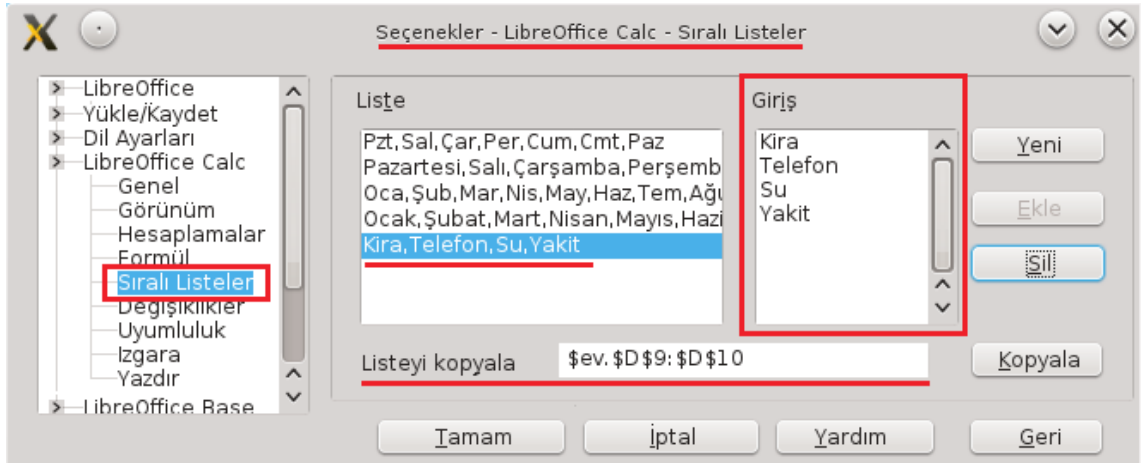 Seçenekler - LibreOffice Calc - Sıralı Listeler
LibreOffice
Yükle/Kaydet
Dil Ayarları
LibreOffice Calc
Genel
Görünüm
Hesaplamalar
Formül
Sıralı Listeler
Değişiklikler
Uyumluluk
Izgara
Yazdır
LibreOffice Base
Liste
Pzt,Sal,Çar,Per,Cum,Cmt,Paz
Pazartesi,Salı,Çarşamba,Perşemb
Oca,Şub,Mar,Nis,May,Haz,Tem,Ağu
Ocak,Şubat,Mart,Nisan,Mayıs,Hazi
Kira,Telefon,Su,Yakit
Giriş
Kira
Telefon
Su
Yakit
Yeni
Ekle
Sil
Listeyi kopyala
$ev.$D$9:$D$10
Kopyala
Tamam
İptal
Yardım
Geri